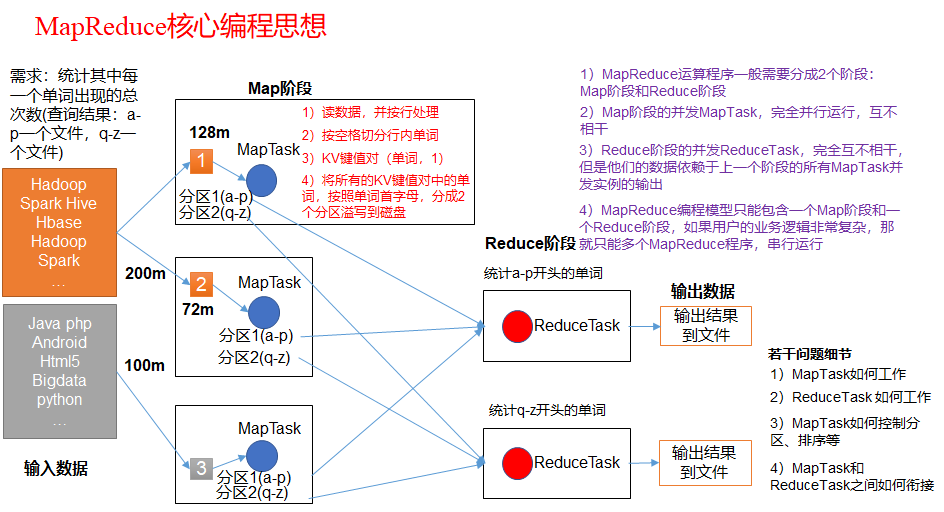 MapReduce核心编程思想
需求：统计其中每
一个单词出现的总
次数(查询结果：a-
p一个文件，q-z一
个文件)
Hadoop
Spark Hive
Hbase
Hadoop
Spark
…
200m
Java php
Android
Html5
Bigdata
python
…
100m
输入数据
Map阶段
128m
1
MapTask
分区1(a-p)
分区2(q-z)
1）读数据，并按行处理
2）按空格切分行内单词
3）KV键值对（单词，1）
4）将所有的KV键值对中的单
词，按照单词首字母，分成2
个分区溢写到磁盘
2
72m
MapTask
分区1(a-p)
分区2(q-z)
3
MapTask
分区1(a-p)
分区2(q-z)
Reduce阶段
统计a-p开头的单词
ReduceTask
统计q-z开头的单词
ReduceTask
输出数据
输出结果
到文件
输出结果
到文件
1）MapReduce运算程序一般需要分成2个阶段：
Map阶段和Reduce阶段
2）Map阶段的并发MapTask，完全并行运行，互不
相干
3）Reduce阶段的并发ReduceTask，完全互不相干，
但是他们的数据依赖于上一个阶段的所有MapTask并
发实例的输出
4）MapReduce编程模型只能包含一个Map阶段和一
个Reduce阶段，如果用户的业务逻辑非常复杂，那
就只能多个MapReduce程序，串行运行
若干问题细节
1）MapTask如何工作
2）ReduceTask 如何工作
3）MapTask如何控制分
区、排序等
4）MapTask和
ReduceTask之间如何衔接